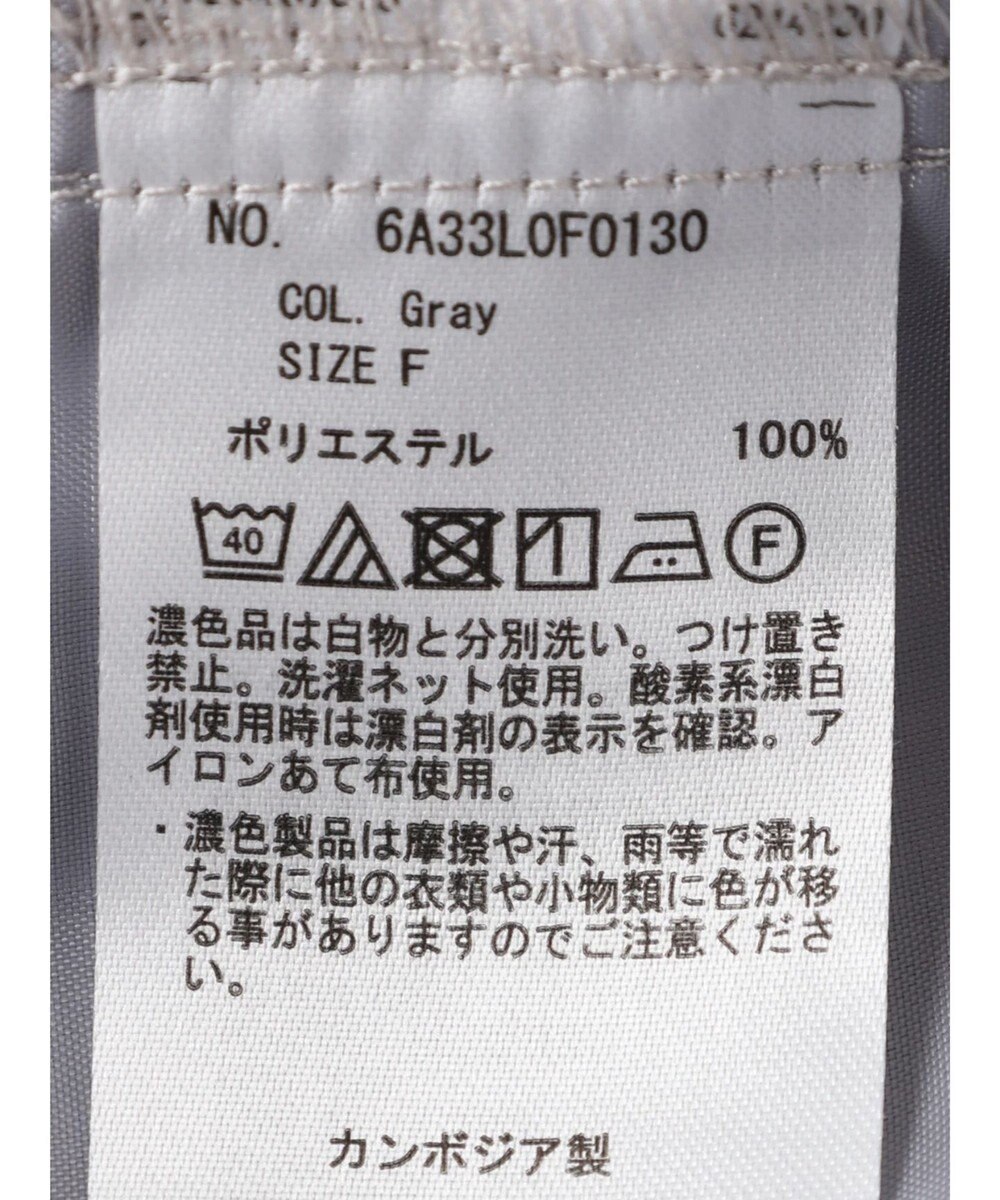 NO. 6A33L0F0130
COL. Gray
SIZE F
ポリエステル 100%
40 F
濃色品は白物と分別洗い。つけ置き
禁止。洗濯ネット使用。酸素系漂白
剤使用時は漂白剤の表示を確認。ア
イロンあて布使用。
・濃色製品は摩擦や汗、雨等で濡れ
た際に他の衣類や小物類に色が移
る事がありますのでご注意くださ
い。
カンボジア製